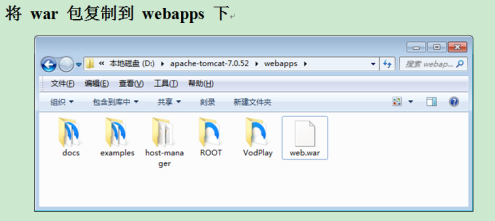 将 war 包复制到 webapps 下
« 本地磁盘 (D:) ▸ apache-tomcat-7.0.52 ▸ webapps ▸
搜索 webap...
文件(F) 编辑(E) 查看(V) 工具(T) 帮助(H)
组织 ▼ 包含到库中 ▼ 共享 ▼ 刻录 新建文件夹
docs examples host-mana ROOT VodPlay web.war
ger